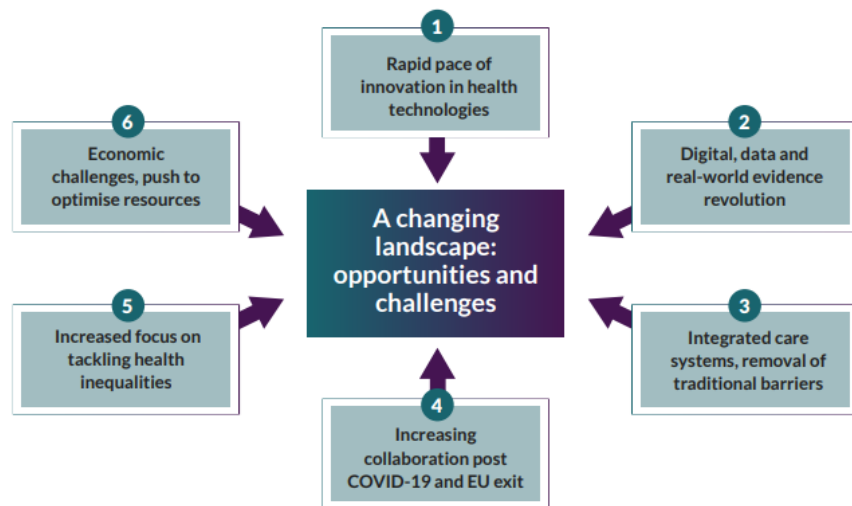 1
Rapid pace of
innovation in health
technologies
6
Economic
challenges, push to
optimise resources
2
Digital, data and
real-world evidence
revolution
A changing
landscape:
opportunities and
challenges
5
Increased focus on
tackling health
inequalities
3
Integrated care
systems, removal of
traditional barriers
4
Increasing
collaboration post
COVID-19 and EU exit